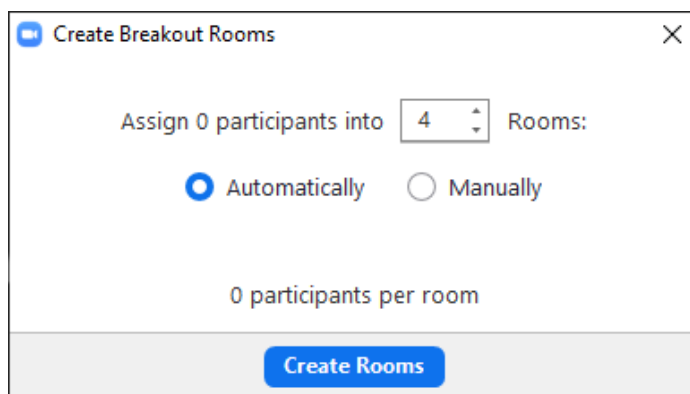 Create Breakout Rooms
Assign 0 participants into 4 Rooms:
Automatically Manually
0 participants per room
Create Rooms